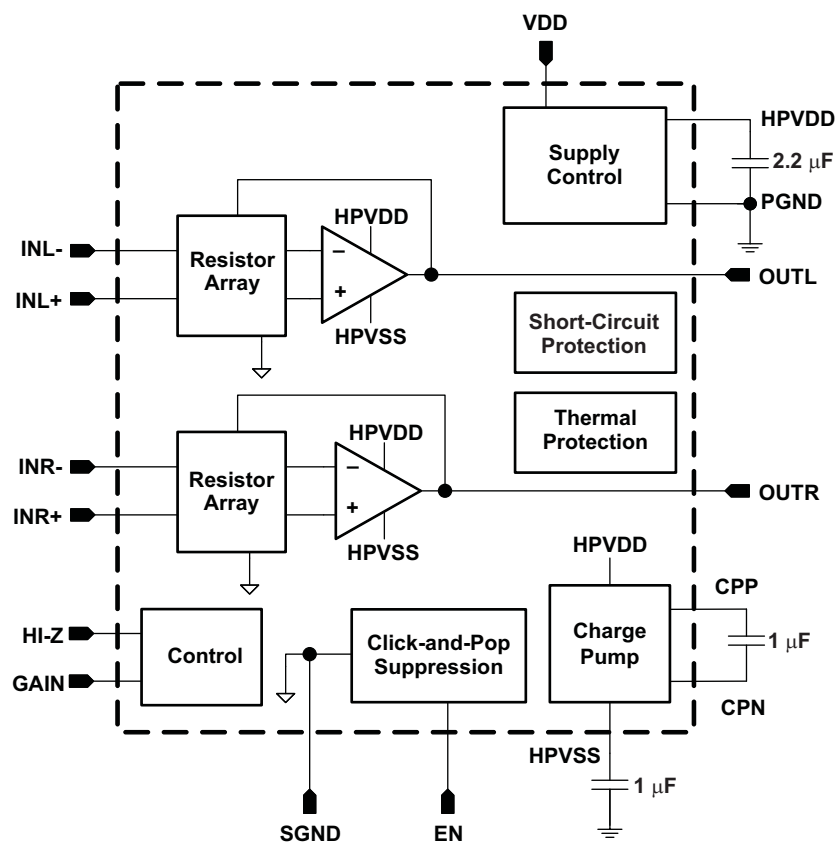 VDD
HPVDD
Supply
Control
2.2 μF
PGND
HPVDD
INL-
Resistor
Array
−
+
INL+
OUTL
HPVSS
Short-Circuit
Protection
Thermal
Protection
HPVDD
INR-
Resistor
Array
−
+
INR+
OUTR
HPVSS
HPVDD
CPP
HI-Z
Control
GAIN
Click-and-Pop
Suppression
Charge
Pump
1 μF
CPN
HPVSS
1 μF
SGND
EN